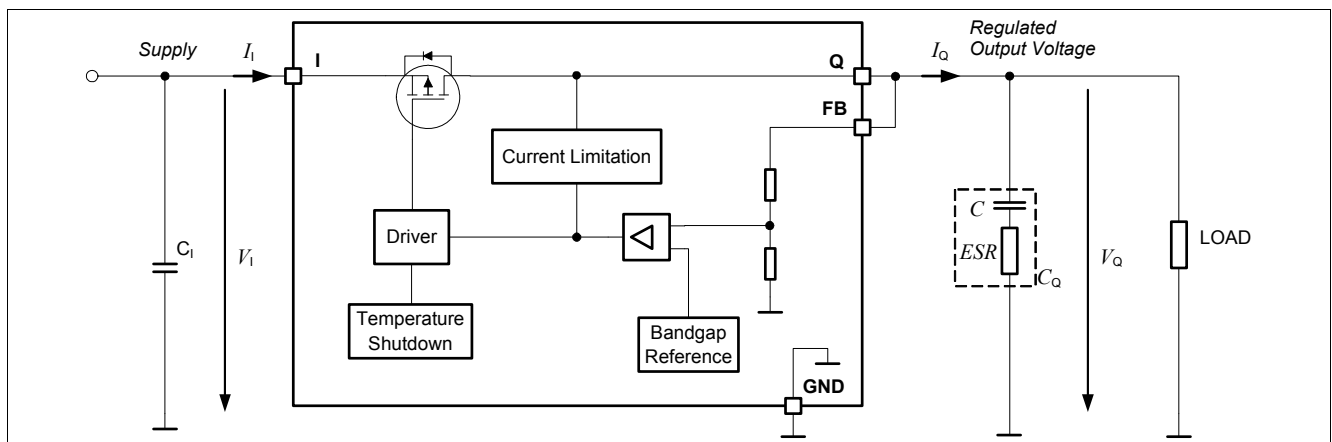 Supply
I_I
I
Q
I_Q
Regulated
Output Voltage
FB
Current Limitation
Driver
C_I
V_I
Temperature
Shutdown
Bandgap
Reference
GND
C
ESR
C_Q
V_Q
LOAD